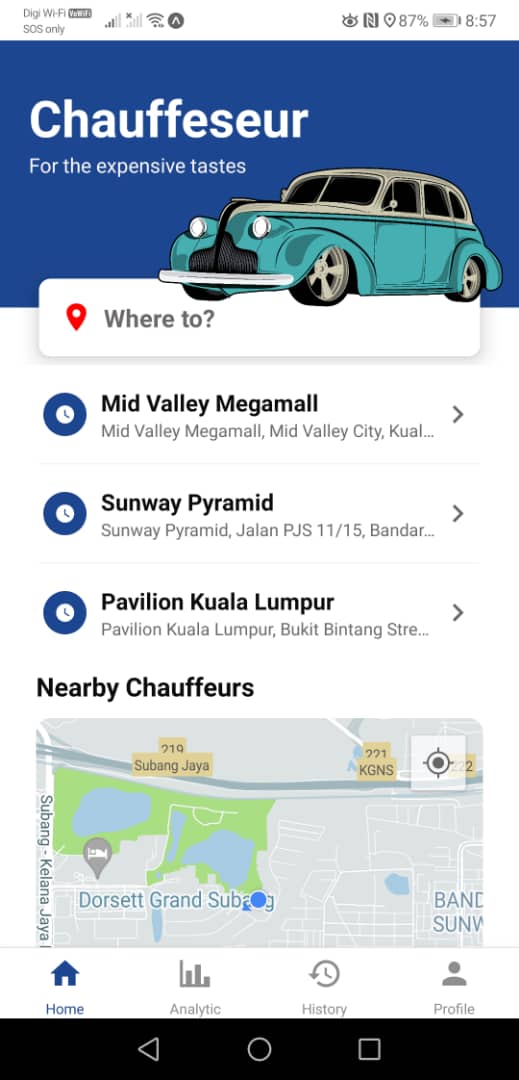 Digi Wi-Fi VoWiFi
SOS only
87%
8:57
Chauffeseur
For the expensive tastes
Where to?
Mid Valley Megamall
Mid Valley Megamall, Mid Valley City, Kual...
Sunway Pyramid
Sunway Pyramid, Jalan PJS 11/15, Bandar...
Pavilion Kuala Lumpur
Pavilion Kuala Lumpur, Bukit Bintang Stre...
Nearby Chauffeurs
219
Subang Jaya
221
KGNS
222
Subang - Kelana Jaya
Dorsett Grand Subang
BAND
SUNW
Home
Analytic
History
Profile